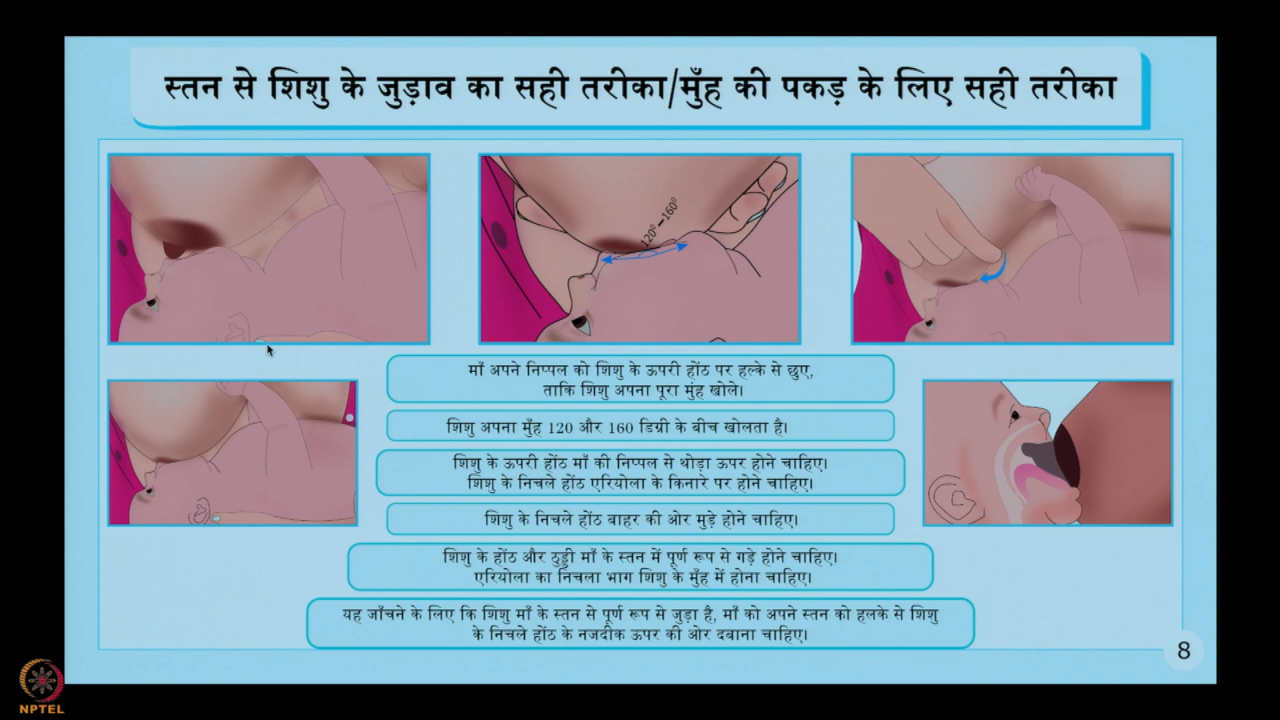 स्तन से शिशु के जुड़ाव का सही तरीका/मुँह की पकड़ के लिए सही तरीका
120⁰–160⁰
माँ अपने निप्पल को शिशु के ऊपरी होंठ पर हल्के से छुए,
ताकि शिशु अपना पूरा मुंह खोले।
शिशु अपना मुँह 120 और 160 डिग्री के बीच खोलता है।
शिशु के ऊपरी होंठ माँ की निप्पल से थोड़ा ऊपर होने चाहिए।
शिशु के निचले होंठ एरियोला के किनारे पर होने चाहिए।
शिशु के निचले होंठ बाहर की ओर मुड़े होने चाहिए।
शिशु के होंठ और ठुड्डी माँ के स्तन में पूर्ण रूप से गड़े होने चाहिए।
एरियोला का निचला भाग शिशु के मुँह में होना चाहिए।
यह जाँचने के लिए कि शिशु माँ के स्तन से पूर्ण रूप से जुड़ा है, माँ को अपने स्तन को हलके से शिशु
के निचले होंठ के नजदीक ऊपर की ओर दबाना चाहिए।
8
NPTEL